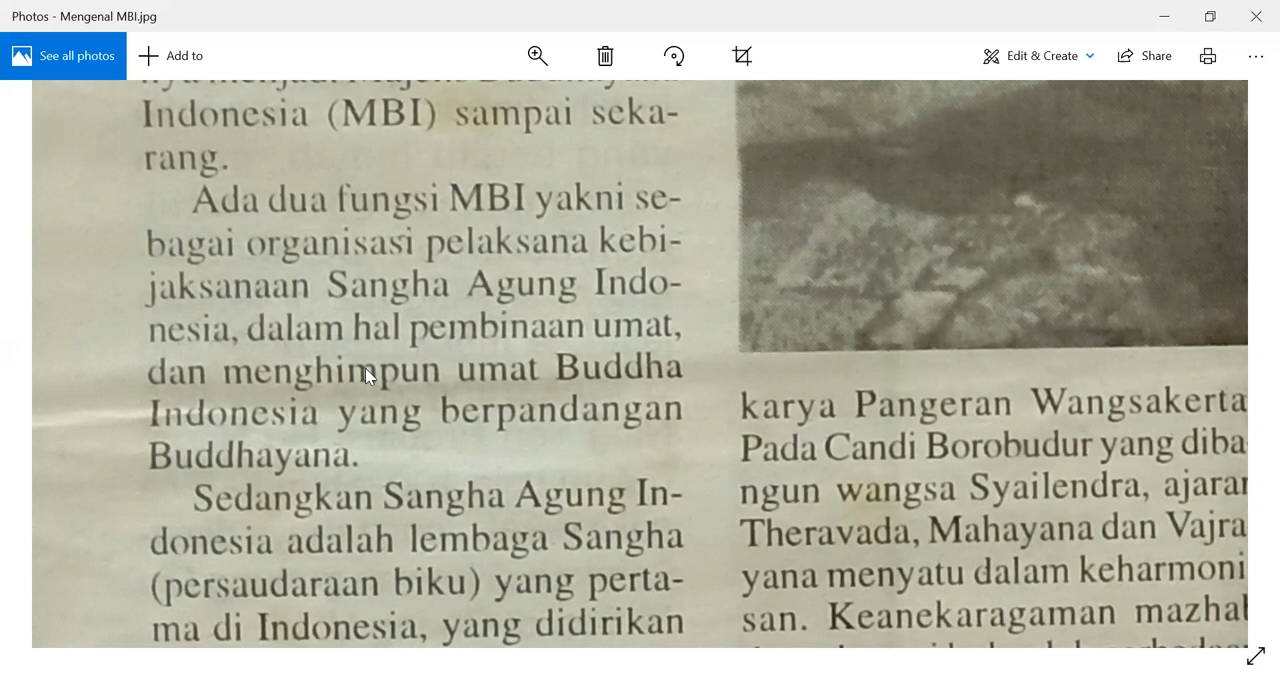 Photos - Mengenal MBI.jpg
See all photos
Add to
Edit & Create
Share
Indonesia (MBI) sampai seka-
rang.
Ada dua fungsi MBI yakni se-
bagai organisasi pelaksana kebi-
jaksanaan Sangha Agung Indo-
nesia, dalam hal pembinaan umat,
dan menghimpun umat Buddha
Indonesia yang berpandangan
Buddhayana.
Sedangkan Sangha Agung In-
donesia adalah lembaga Sangha
(persaudaraan biku) yang perta-
ma di Indonesia, yang didirikan
karya Pangeran Wangsakerta
Pada Candi Borobudur yang diba
ngun wangsa Syailendra, ajaran
Theravada, Mahayana dan Vajra
yana menyatu dalam keharmoni
san. Keanekaragaman